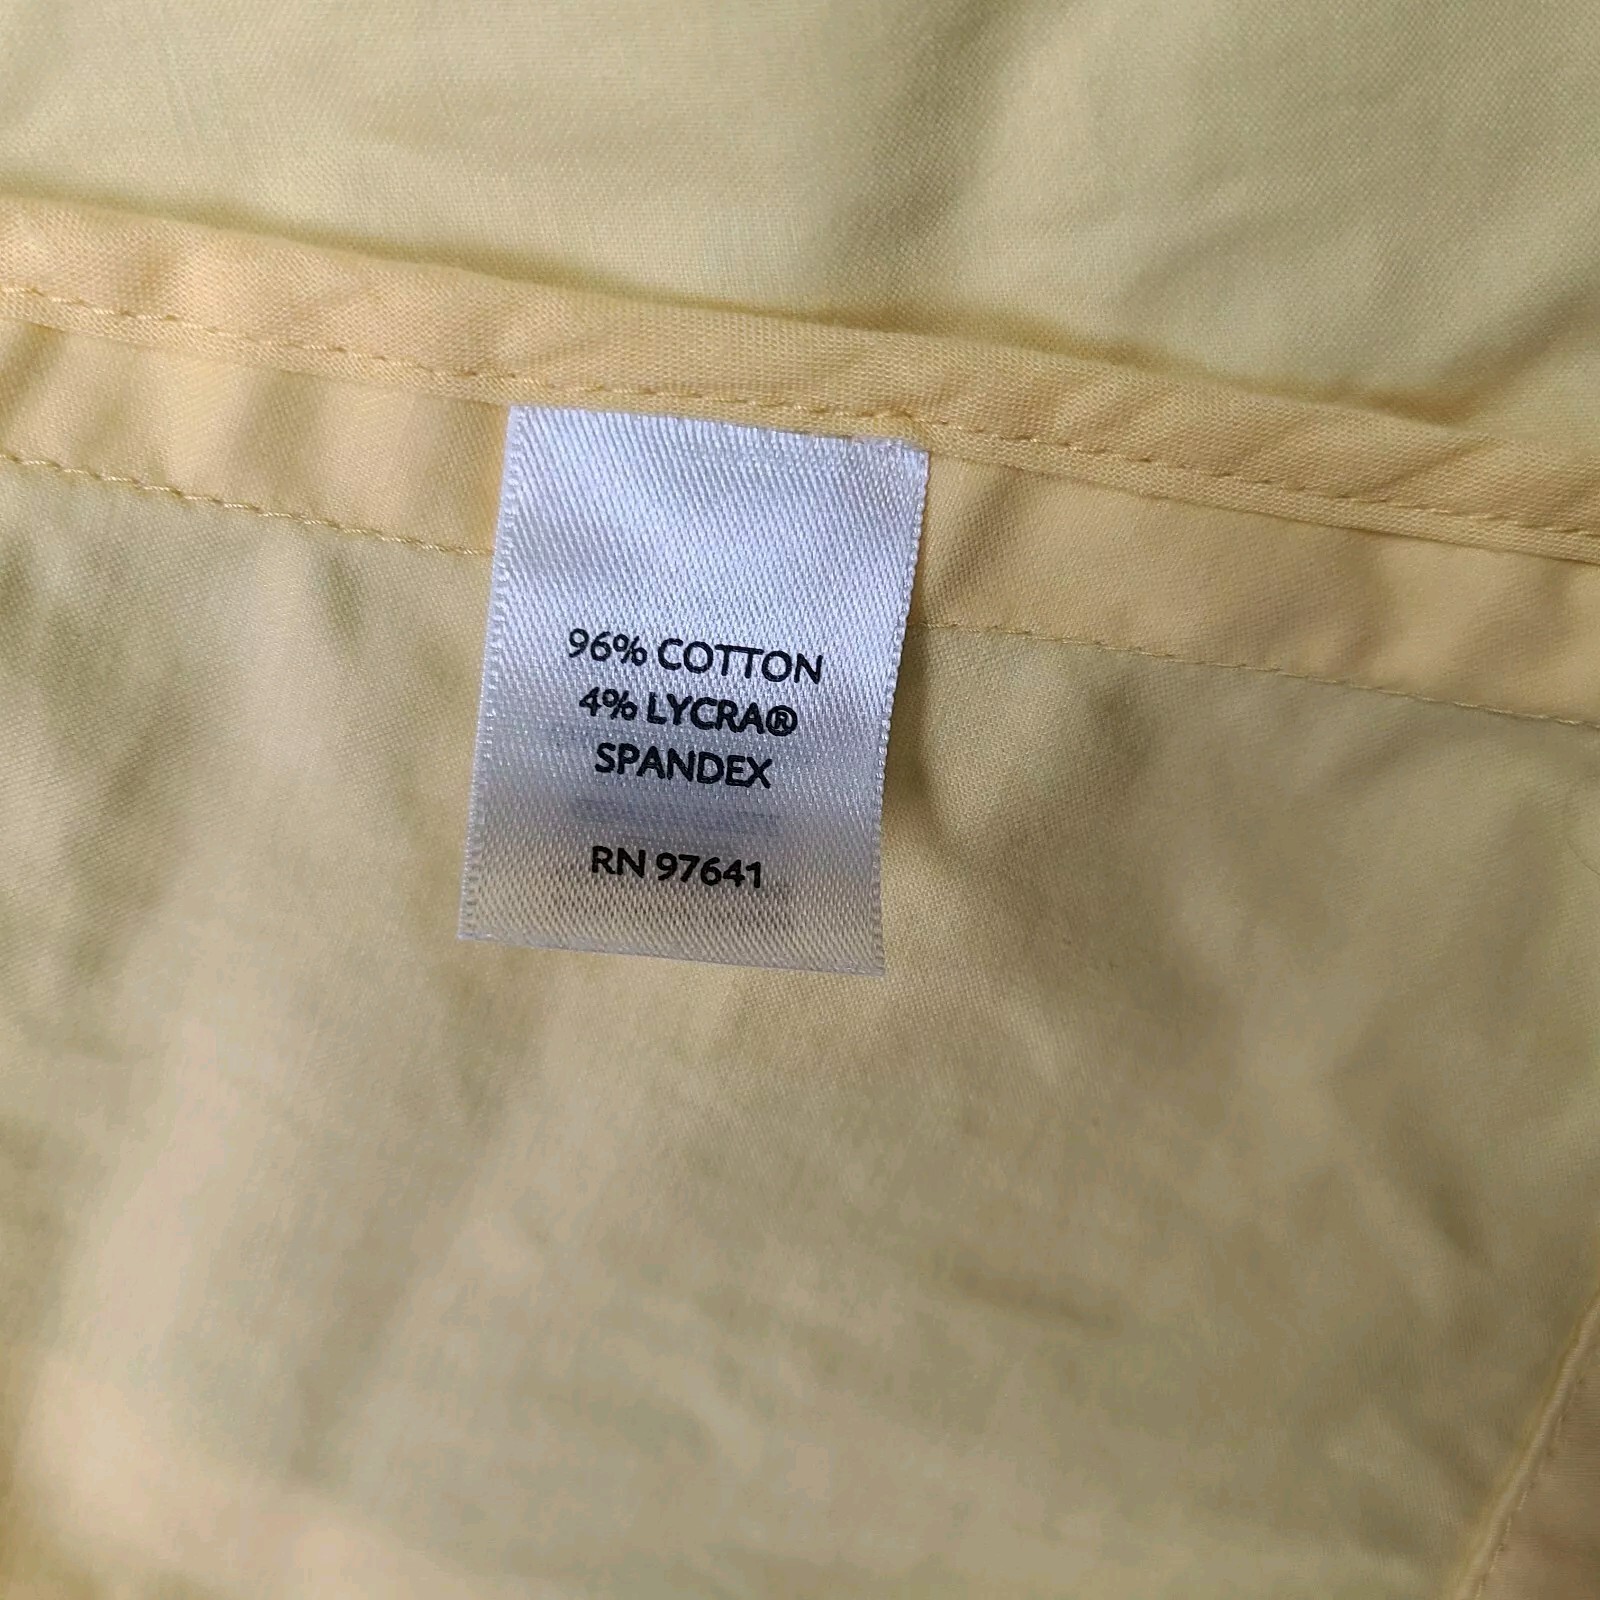 96% COTTON
4% LYCRA®
SPANDEX
RN 97641